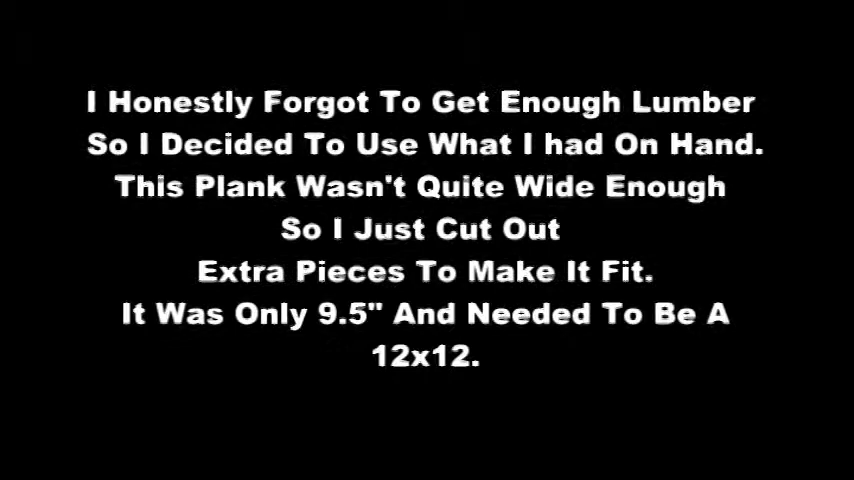 I Honestly Forgot To Get Enough Lumber
So I Decided To Use What I had On Hand.
This Plank Wasn't Quite Wide Enough
So I Just Cut Out
Extra Pieces To Make It Fit.
It Was Only 9.5" And Needed To Be A
12x12.